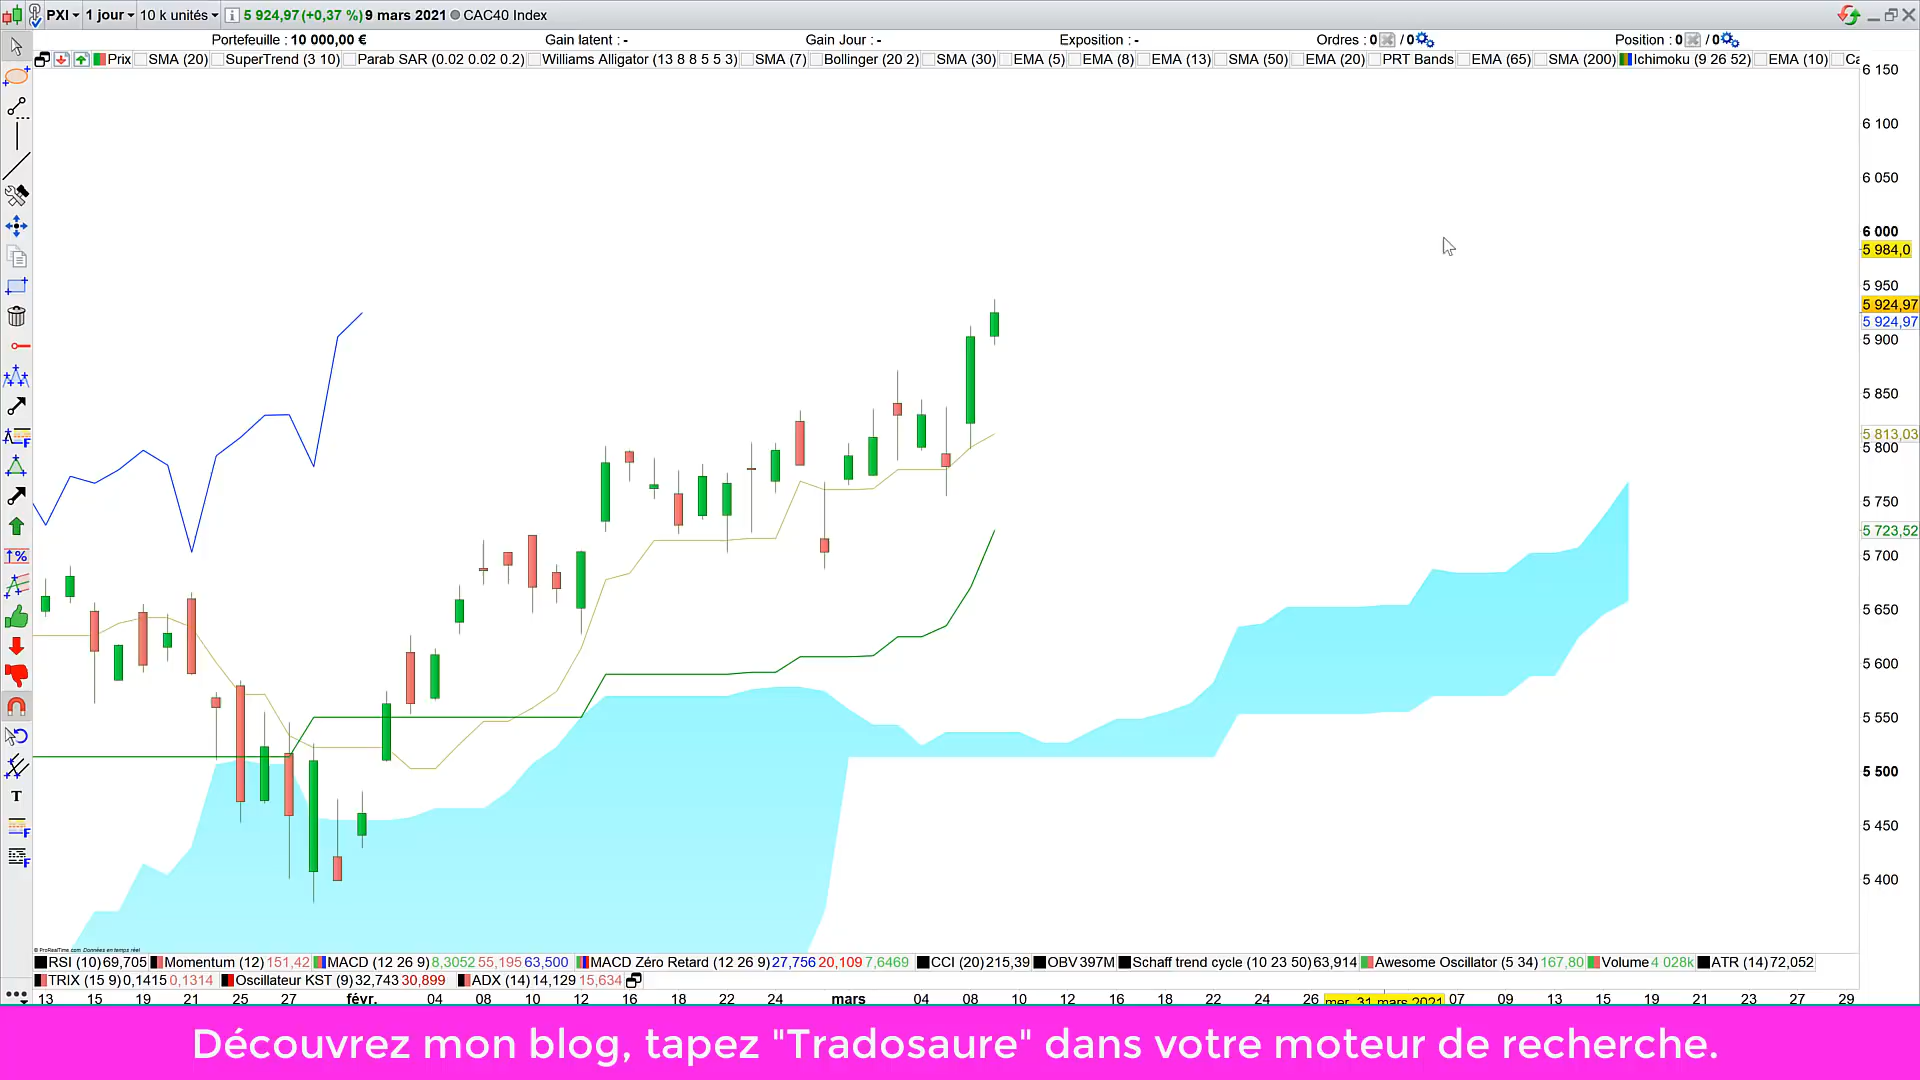 PXI 1 jour 10 k unités 5 924,97 (+0,37 %) 9 mars 2021 CAC40 Index
Portefeuille : 10 000,00 € Gain latent : - Gain Jour : - Exposition : - Ordres : 0 / 0 Position : 0 / 0
Prix SMA (20) SuperTrend (3 10) Parab SAR (0.02 0.02 0.2) Williams Alligator (13 8 8 5 5 3) SMA (7) Bollinger (20 2) SMA (30) EMA (5) EMA (8) EMA (13) SMA (50) EMA (20) PRT Bands EMA (65) SMA (200) Ichimoku (9 26 52) EMA (10) Ca
6 150
6 100
6 050
6 000
5 984,0
5 950
5 924,97
5 924,97
5 900
5 850
5 813,03
5 800
5 750
5 723,52
5 700
5 650
5 600
5 550
5 500
5 450
5 400
© ProRealTime.com Données en temps réel
RSI (10) 69,705 Momentum (12) 151,42 MACD (12 26 9) 8,3052 55,195 63,500 MACD Zéro Retard (12 26 9) 27,756 20,109 7,6469 CCI (20) 215,39 OBV 397M Schaff trend cycle (10 23 50) 63,914 Awesome Oscillator (5 34) 167,80 Volume 4 028k ATR (14) 72,052
TRIX (15 9) 0,1415 0,1314 Oscillateur KST (9) 32,743 30,899 ADX (14) 14,129 15,634
13 15 19 21 25 27 févr. 04 08 10 12 16 18 22 24 mars 04 08 10 12 16 18 22 24 26 mer. 31 mars 2021 07 09 13 15 19 21 23 27 29
Découvrez mon blog, tapez "Tradosaure" dans votre moteur de recherche.